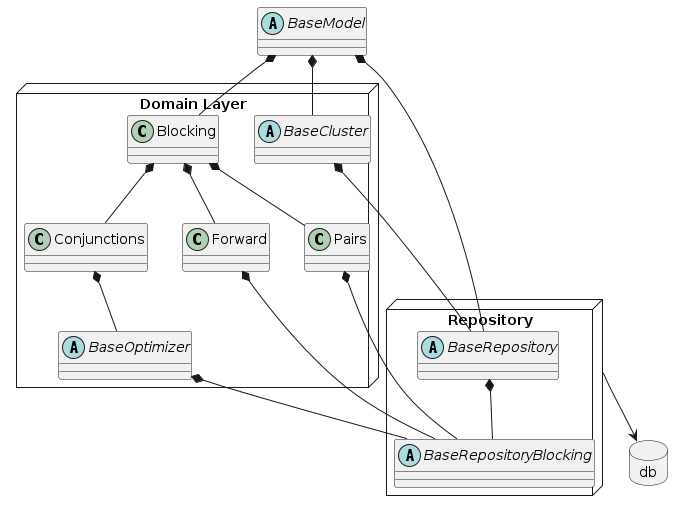 A BaseModel
Domain Layer
C Blocking
A BaseCluster
C Conjunctions
C Forward
C Pairs
Repository
A BaseOptimizer
A BaseRepository
A BaseRepositoryBlocking
db